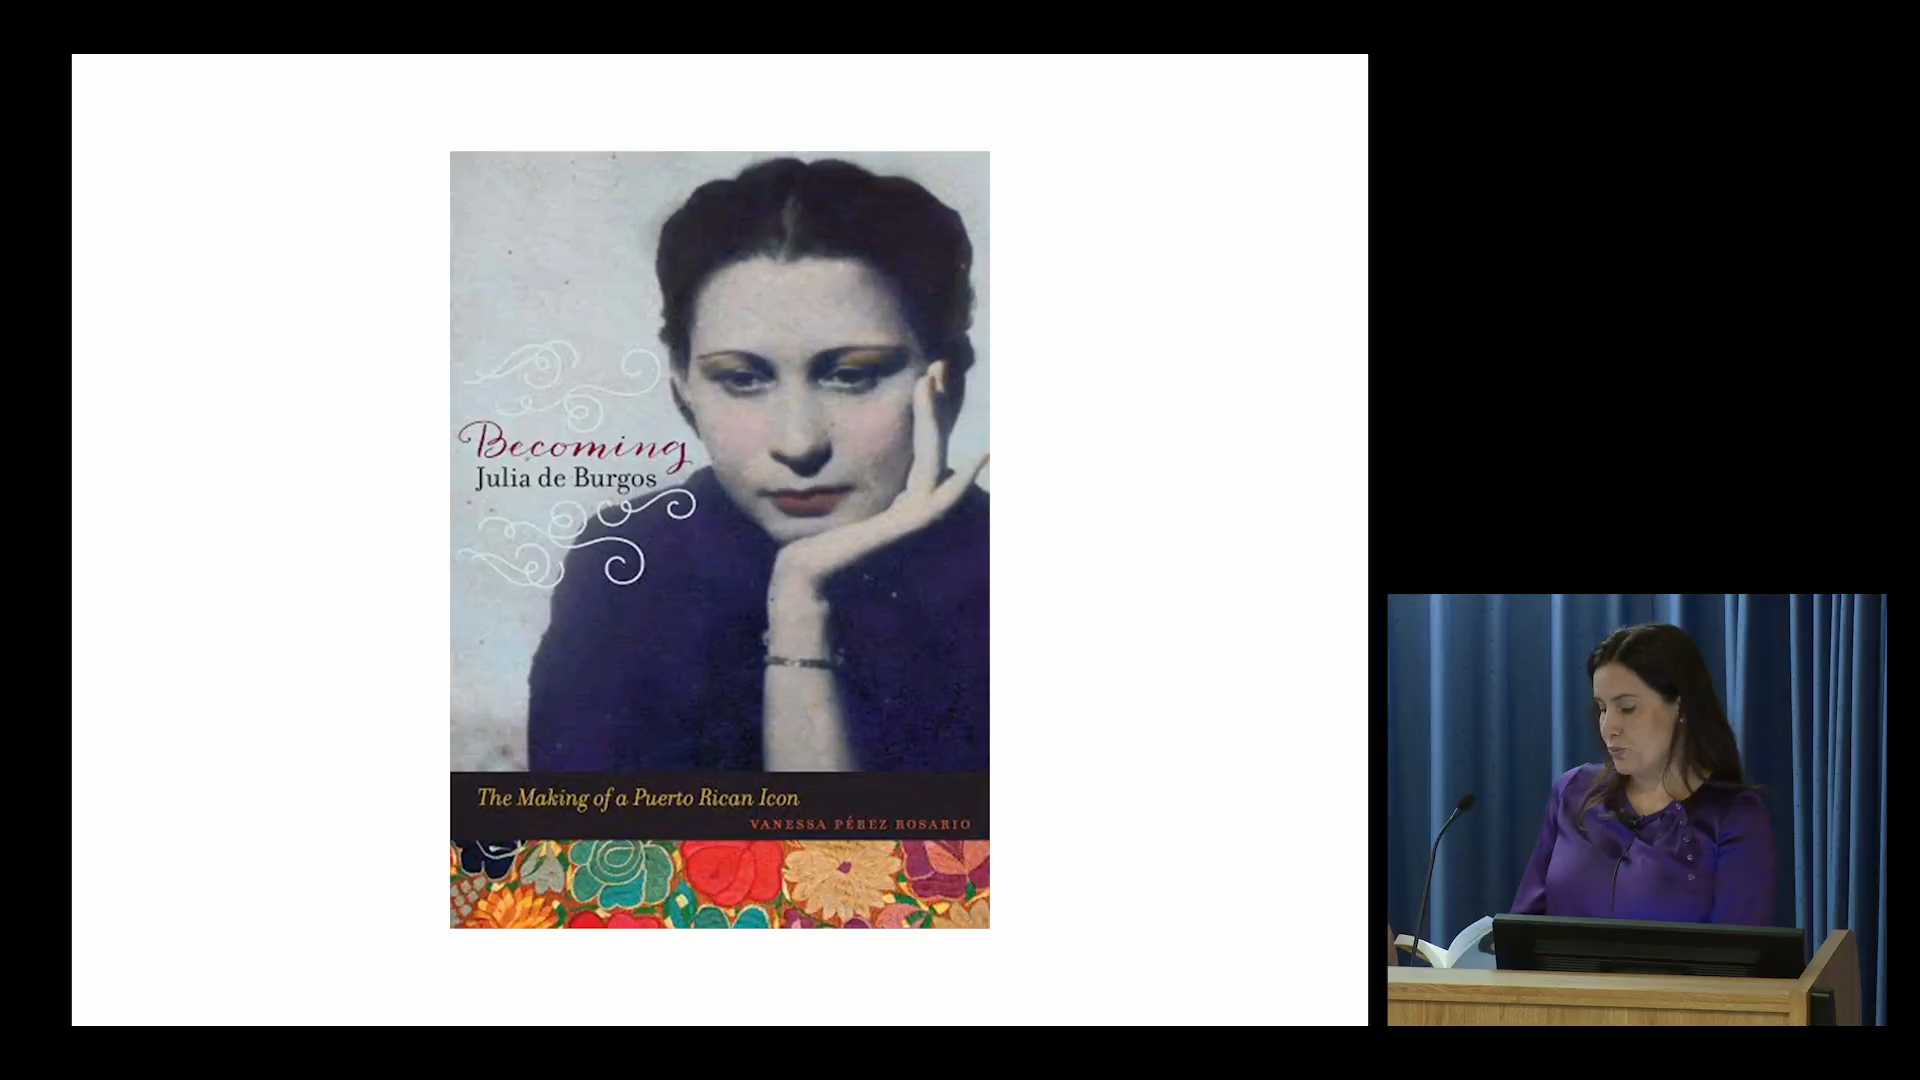 Becoming
Julia de Burgos
The Making of a Puerto Rican Icon
VANESSA PÉREZ ROSARIO